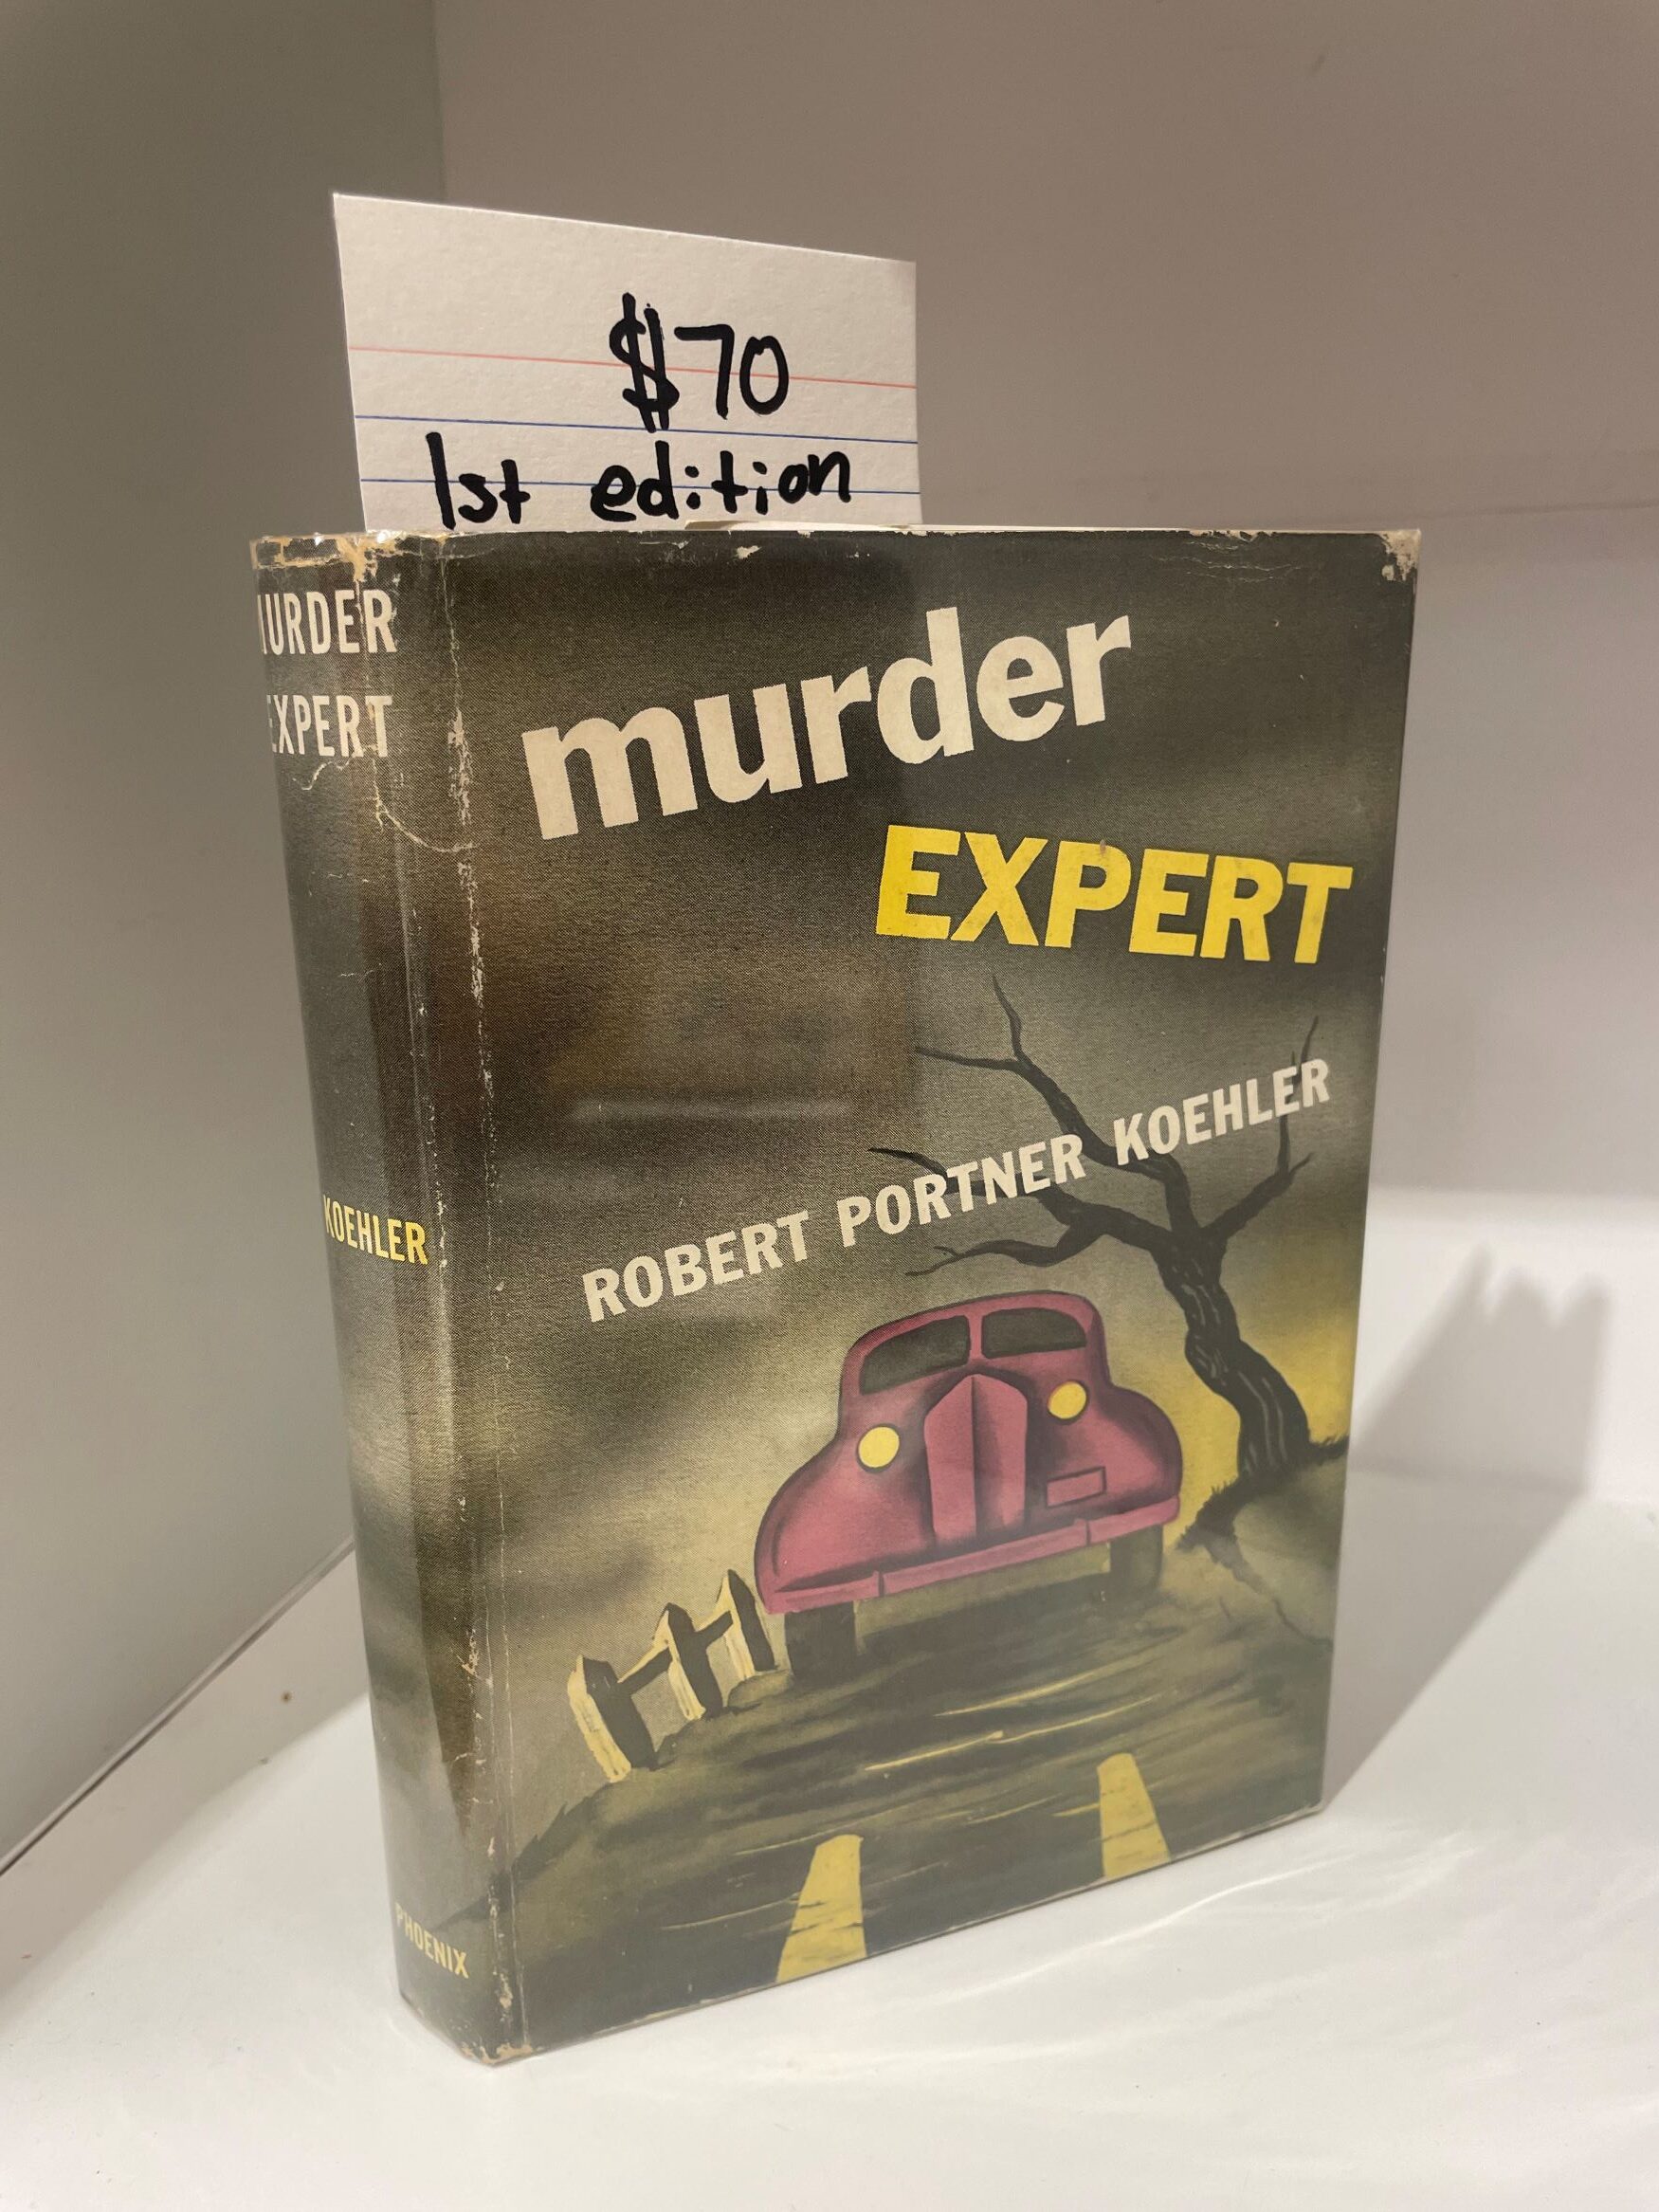 $70
1st edition
MURDER
EXPERT
KOEHLER
PHOENIX
murder
EXPERT
ROBERT PORTNER KOEHLER